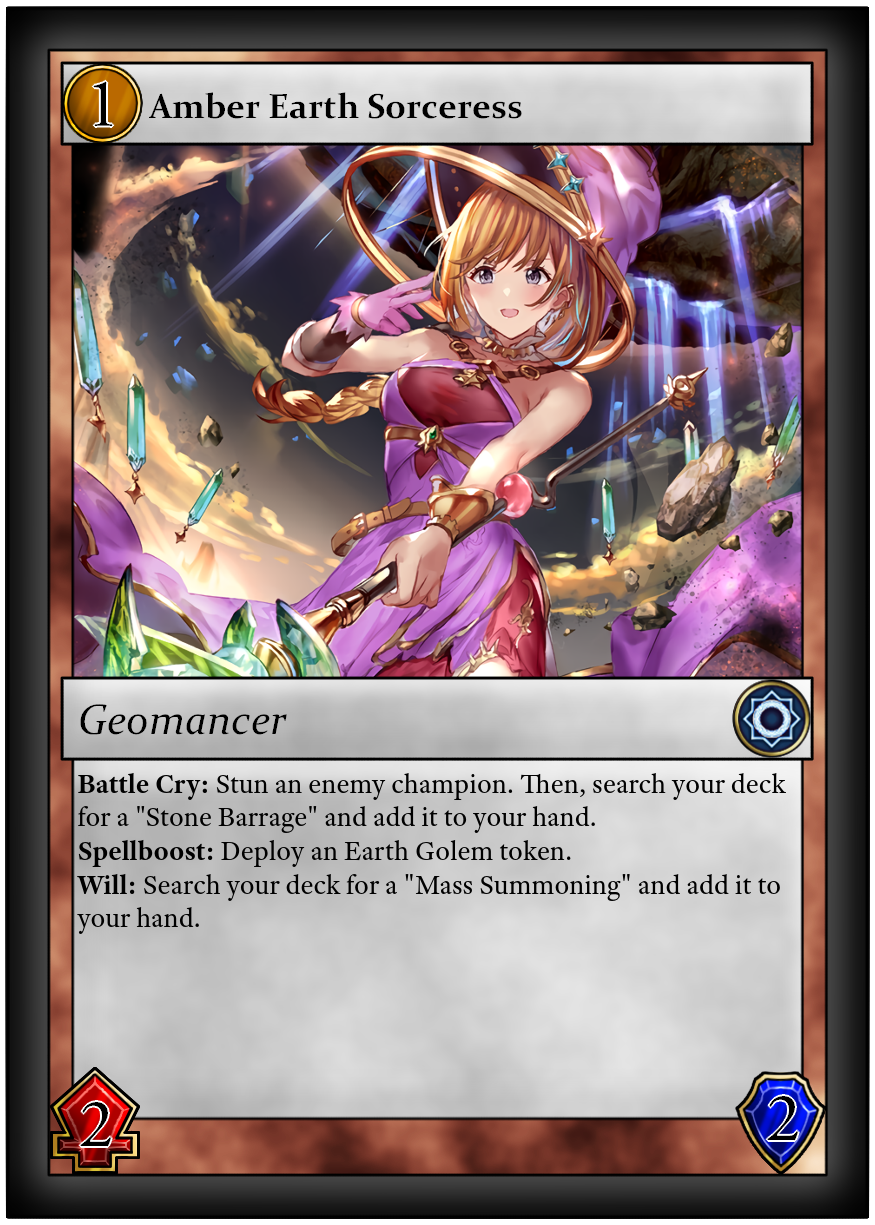 1
Amber Earth Sorceress
Geomancer
Battle Cry: Stun an enemy champion. Then, search your deck
for a "Stone Barrage" and add it to your hand.
Spellboost: Deploy an Earth Golem token.
Will: Search your deck for a "Mass Summoning" and add it to
your hand.
2
2